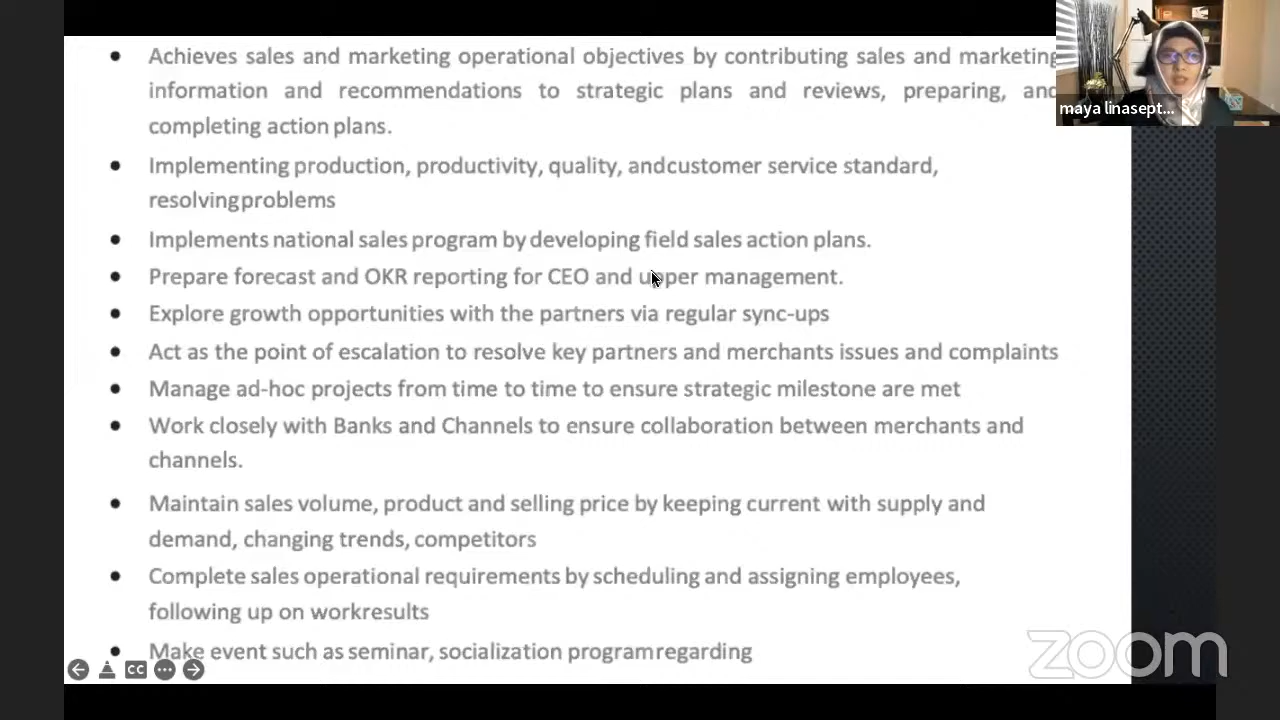 Achieves sales and marketing operational objectives by contributing sales and marketing
information and recommendations to strategic plans and reviews, preparing, and
completing action plans.
Implementing production, productivity, quality, andcustomer service standard,
resolvingproblems
Implements national sales program by developing field sales action plans.
Prepare forecast and OKR reporting for CEO and upper management.
Explore growth opportunities with the partners via regular sync-ups
Act as the point of escalation to resolve key partners and merchants issues and complaints
Manage ad-hoc projects from time to time to ensure strategic milestone are met
Work closely with Banks and Channels to ensure collaboration between merchants and
channels.
Maintain sales volume, product and selling price by keeping current with supply and
demand, changing trends, competitors
Complete sales operational requirements by scheduling and assigning employees,
following up on workresults
Make event such as seminar, socialization programregarding
maya linasept...
CC
zoom